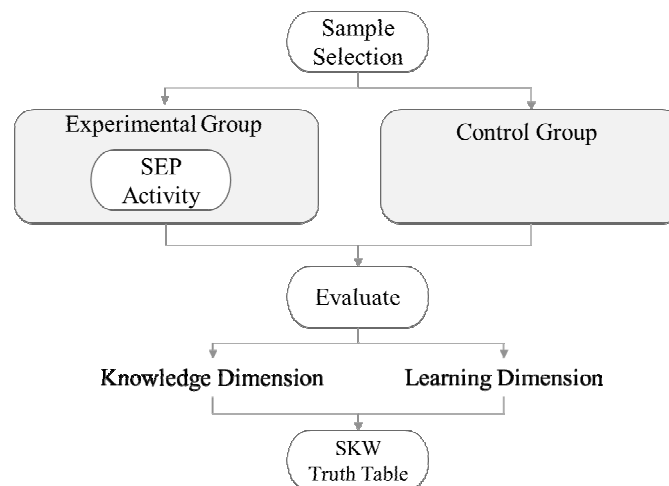 Sample
Selection
Experimental Group
Control Group
SEP
Activity
Evaluate
Knowledge Dimension
Learning Dimension
SKW
Truth Table